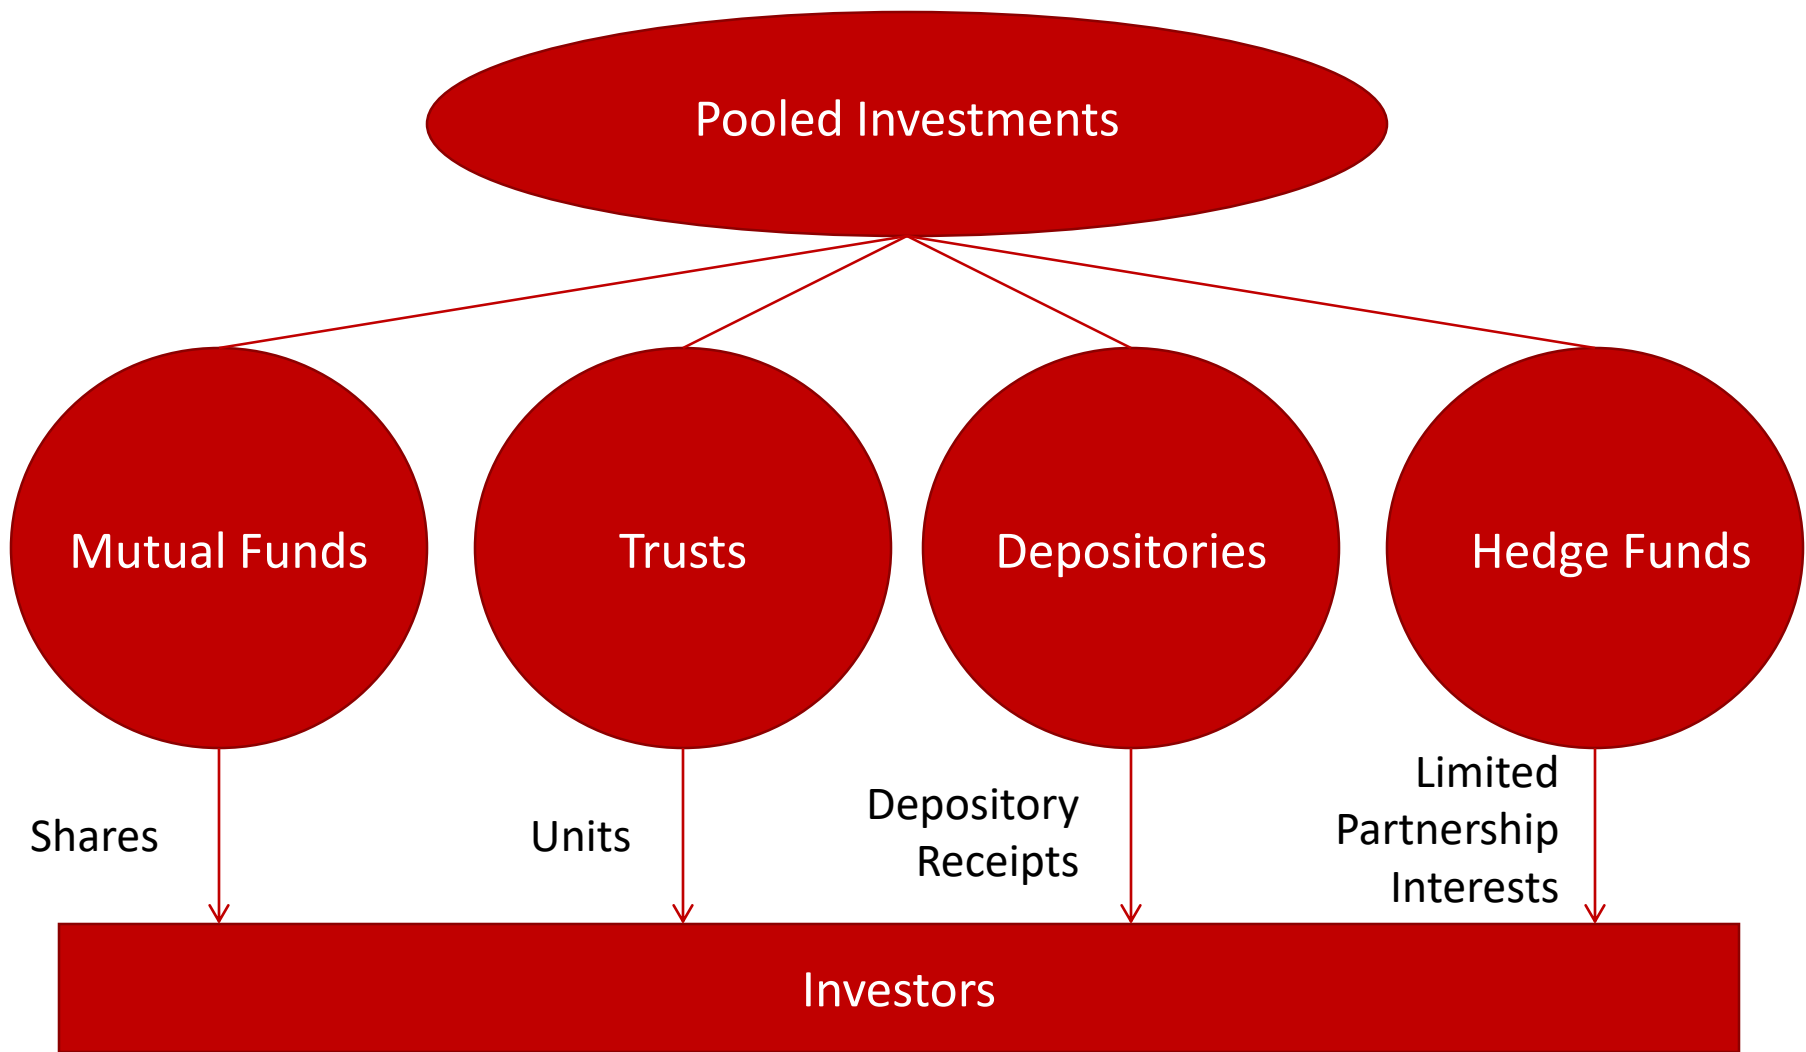 Pooled Investments
Mutual Funds
Trusts
Depositories
Hedge Funds
Shares
Units
Depository
Receipts
Limited
Partnership
Interests
Investors